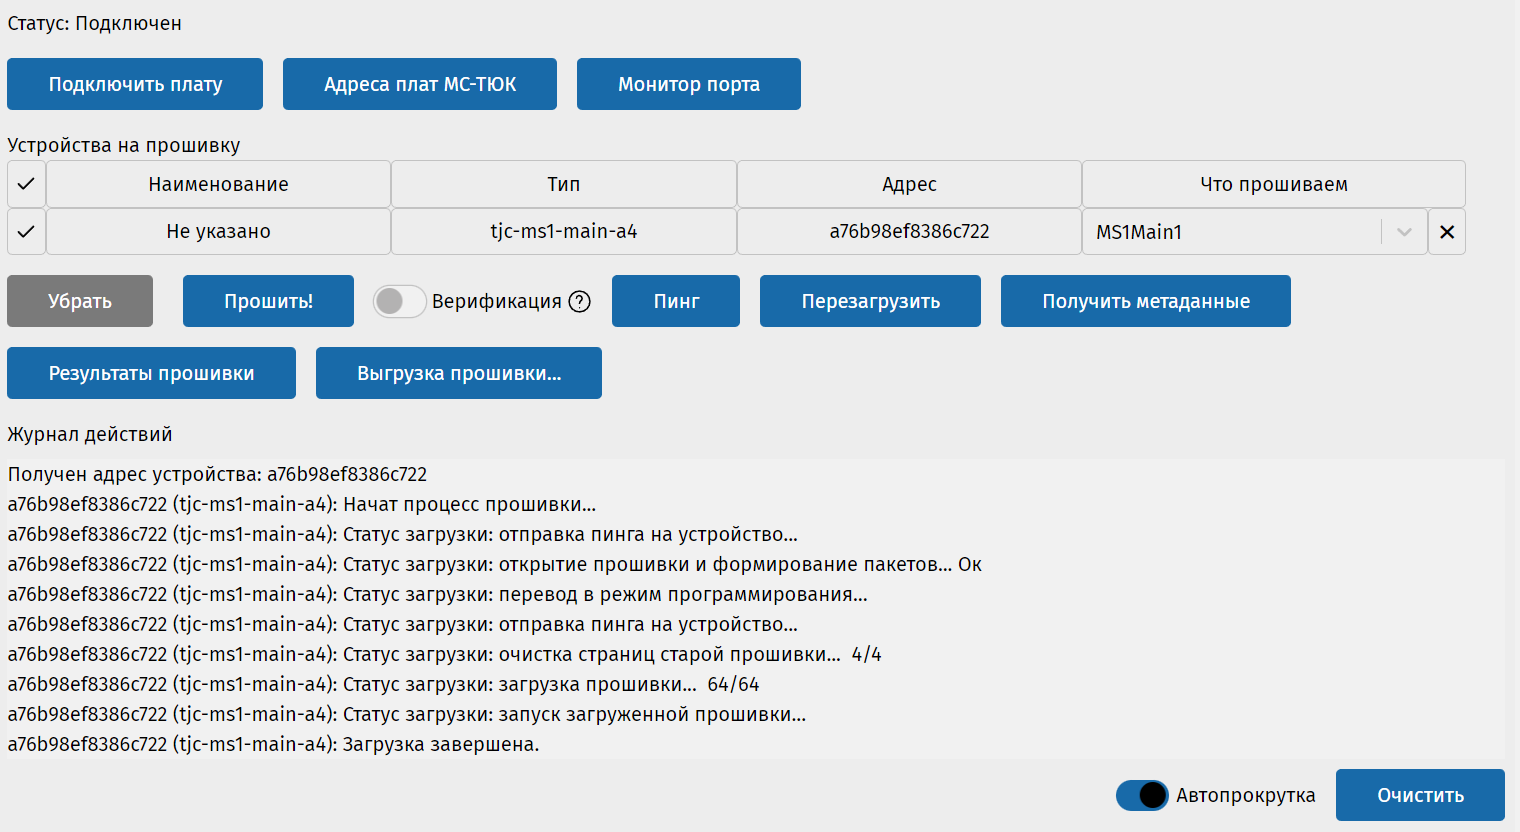 Статус: Подключен
Подключить плату
Адреса плат МС-ТЮК
Монитор порта
Устройства на прошивку
Наименование Тип Адрес Что прошиваем
Не указано tjc-ms1-main-a4 a76b98ef8386c722 MS1Main1
Убрать
Прошить!
Верификация
Пинг
Перезагрузить
Получить метаданные
Результаты прошивки
Выгрузка прошивки...
Журнал действий
Получен адрес устройства: a76b98ef8386c722
a76b98ef8386c722 (tjc-ms1-main-a4): Начат процесс прошивки...
a76b98ef8386c722 (tjc-ms1-main-a4): Статус загрузки: отправка пинга на устройство...
a76b98ef8386c722 (tjc-ms1-main-a4): Статус загрузки: открытие прошивки и формирование пакетов... Ок
a76b98ef8386c722 (tjc-ms1-main-a4): Статус загрузки: перевод в режим программирования...
a76b98ef8386c722 (tjc-ms1-main-a4): Статус загрузки: отправка пинга на устройство...
a76b98ef8386c722 (tjc-ms1-main-a4): Статус загрузки: очистка страниц старой прошивки... 4/4
a76b98ef8386c722 (tjc-ms1-main-a4): Статус загрузки: загрузка прошивки... 64/64
a76b98ef8386c722 (tjc-ms1-main-a4): Статус загрузки: запуск загруженной прошивки...
a76b98ef8386c722 (tjc-ms1-main-a4): Загрузка завершена.
Автопрокрутка
Очистить